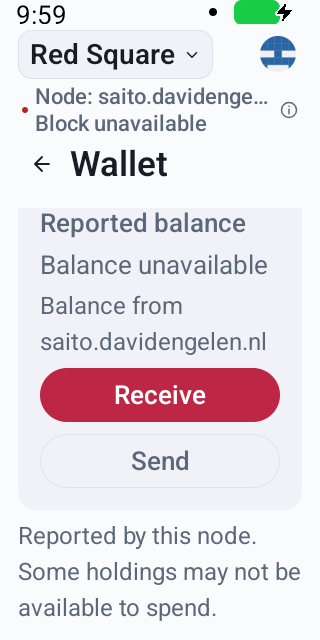 9:59
Red Square
Node: saito.davidenge…
Block unavailable
Wallet
Reported balance
Balance unavailable
Balance from
saito.davidengelen.nl
Receive
Send
Reported by this node.
Some holdings may not be
available to spend.